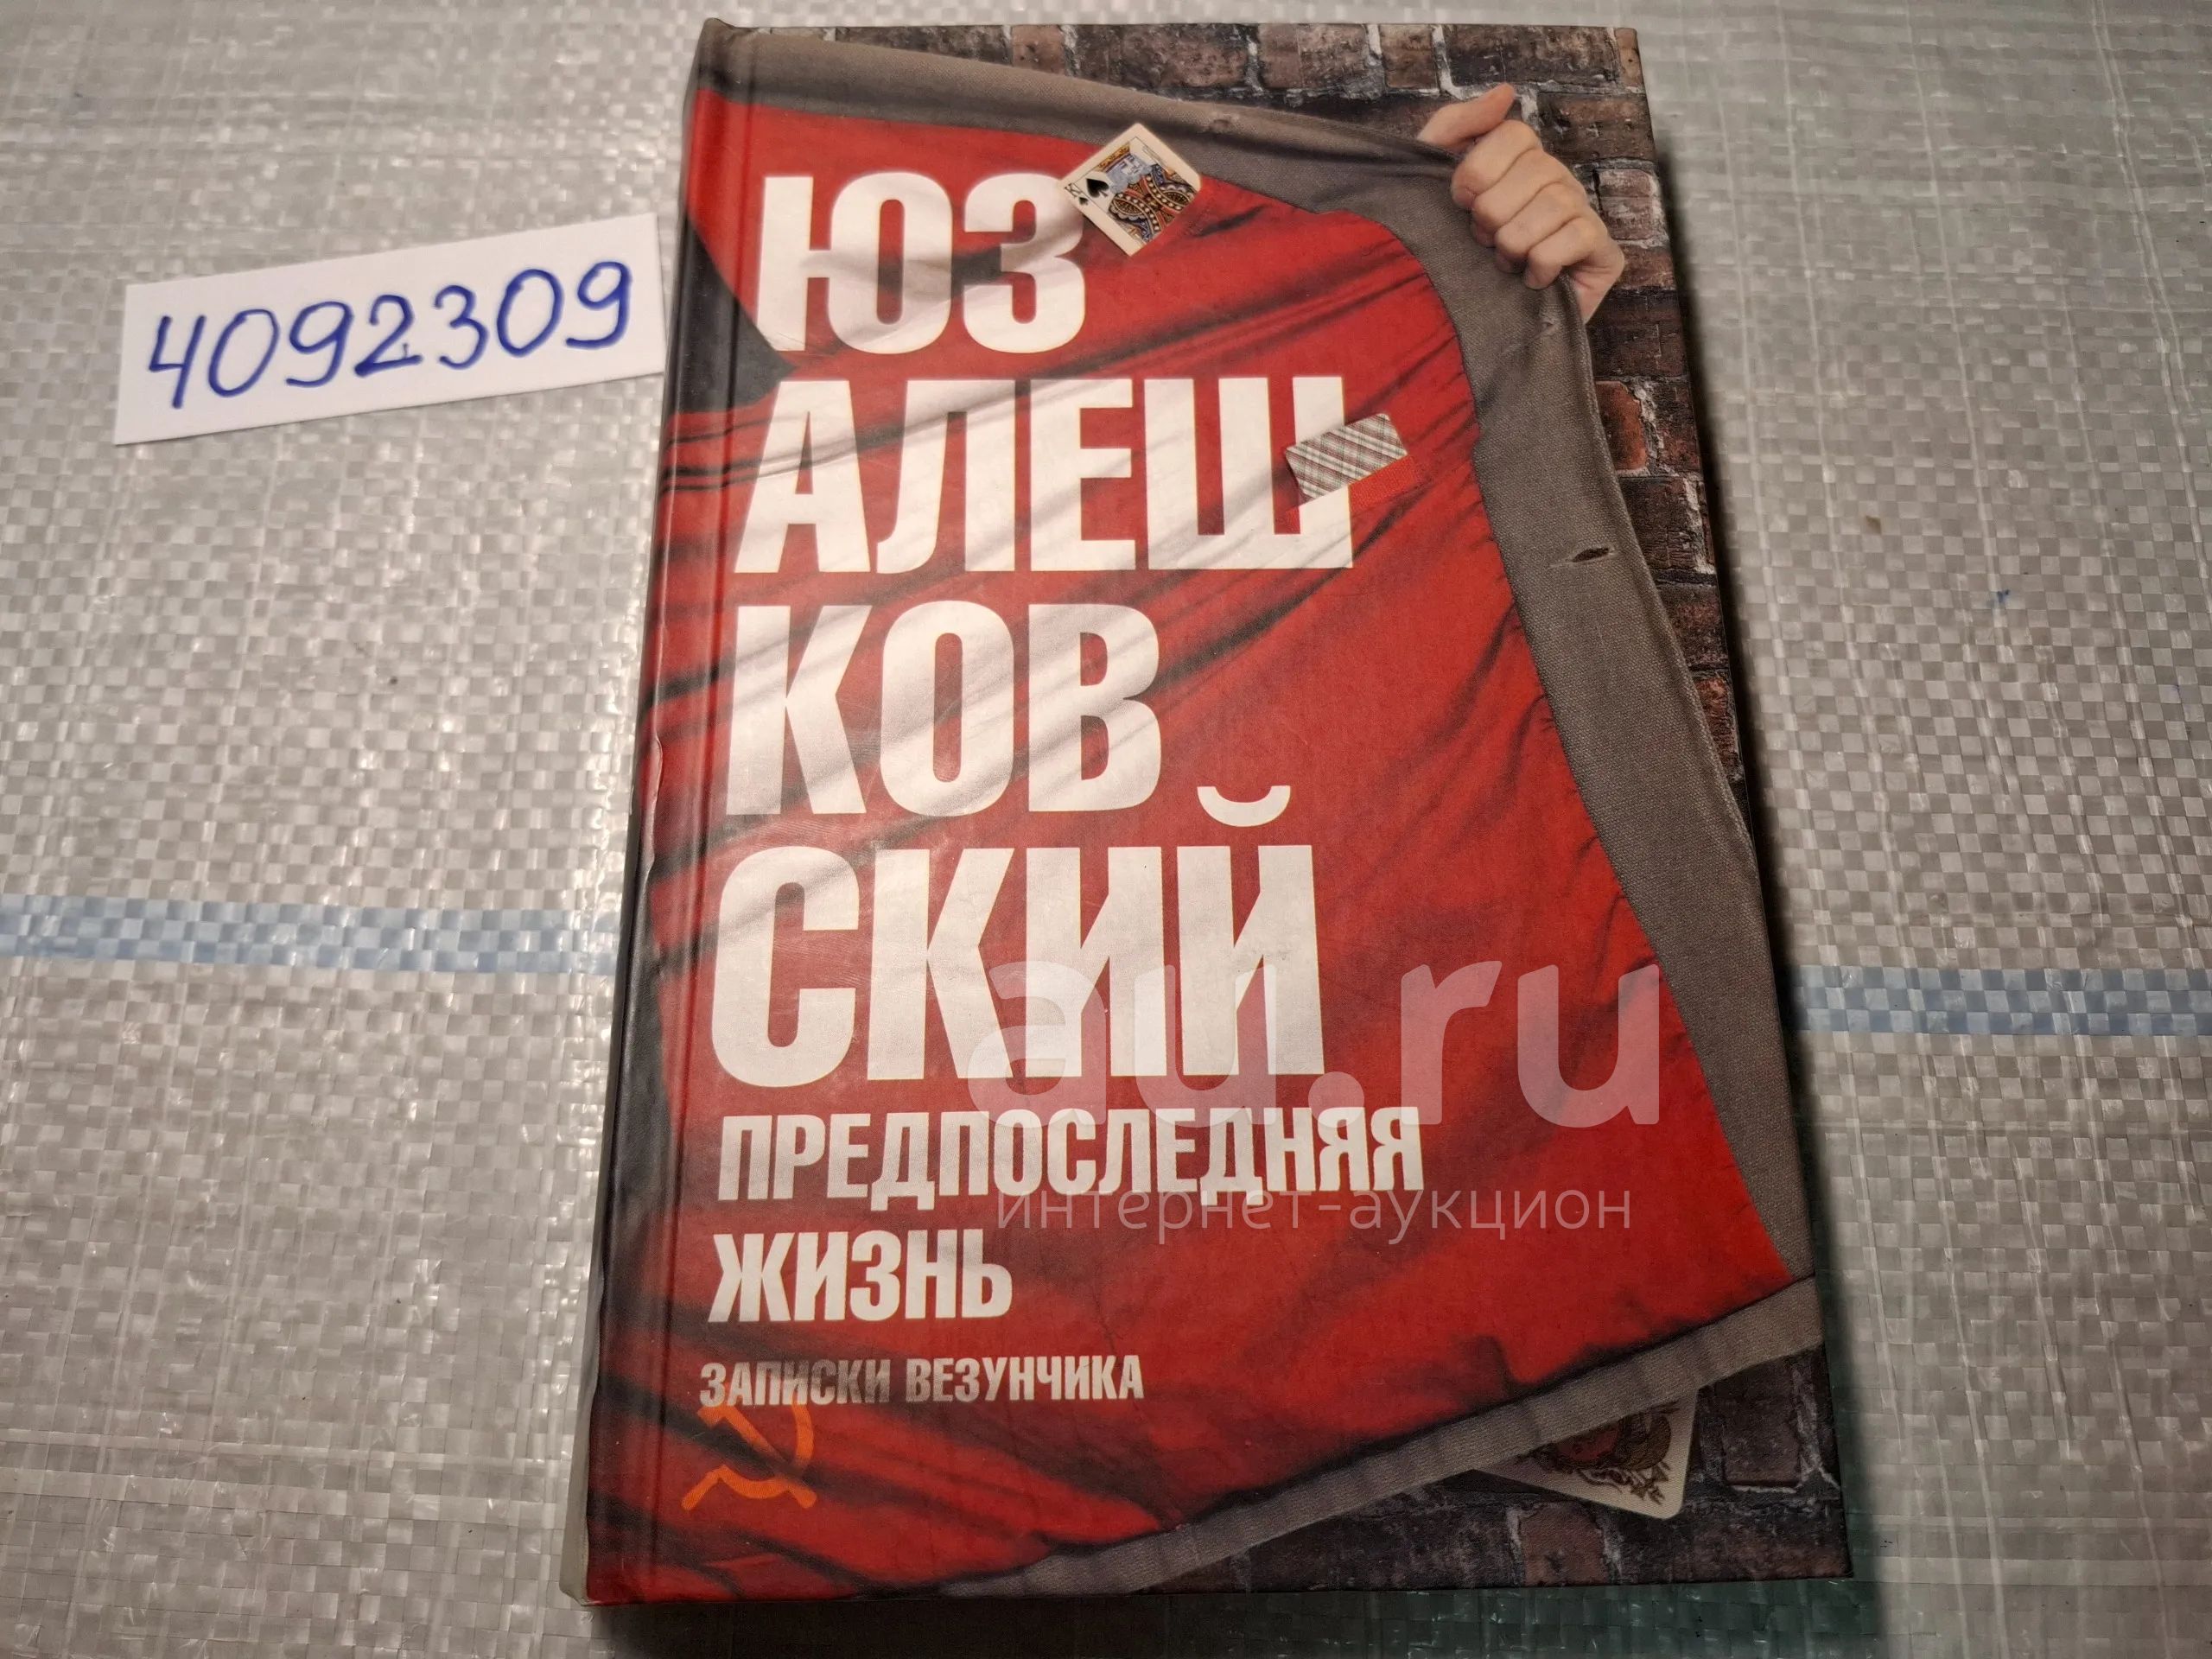 4092309
ЮЗ
АЛЕШ
КОВ
СКИЙ
ПРЕДПОСЛЕДНЯЯ
ЖИЗНЬ
ЗАПИСКИ ВЕЗУНЧИКА
au.ru
интернет-аукцион